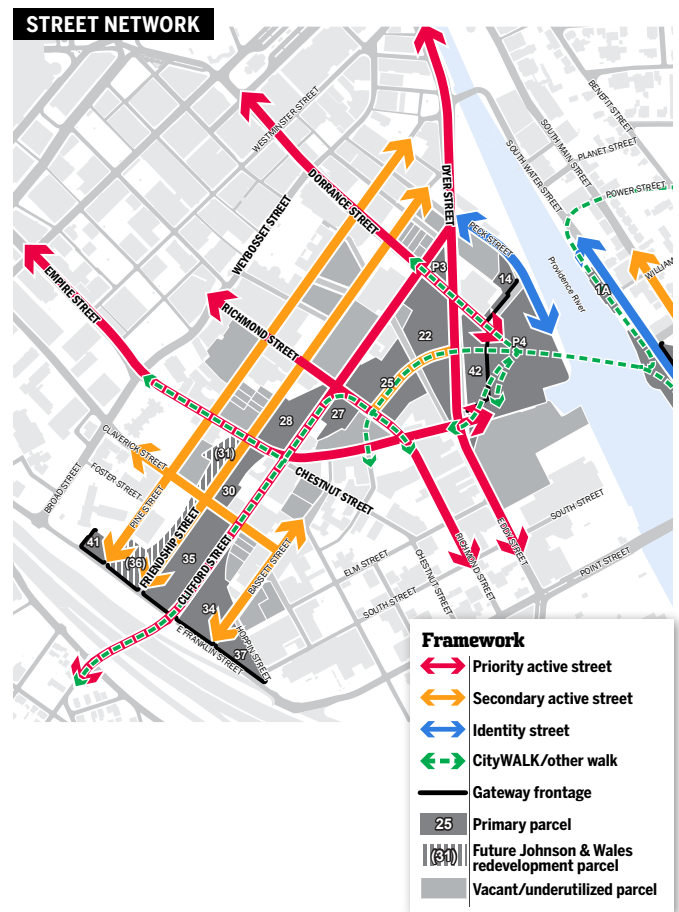 STREET NETWORK
WESTMINSTER STREET
DORRANCE STREET
WEYBOSSET STREET
DYER STREET
PECK STREET
BENEFIT STREET
SOUTH MAIN STREET
PLANET STREET
SOUTH WATER STREET
POWER STREET
WILLIAM
Providence River
1A
P3
14
EMPIRE STREET
RICHMOND STREET
22
P4
42
25
27
28
CHESTNUT STREET
(31)
30
CLAVERICK STREET
FOSTER STREET
BROAD STREET
PINE STREET
FRIENDSHIP STREET
CLIFFORD STREET
BASSETT STREET
41
(36)
35
34
37
HOPPIN STREET
E FRANKLIN STREET
ELM STREET
SOUTH STREET
CHESTNUT STREET
RICHMOND STREET
EDDY STREET
SOUTH STREET
POINT STREET
Framework
Priority active street
Secondary active street
Identity street
CityWALK/other walk
Gateway frontage
25
Primary parcel
(31)
Future Johnson & Wales
redevelopment parcel
Vacant/underutilized parcel